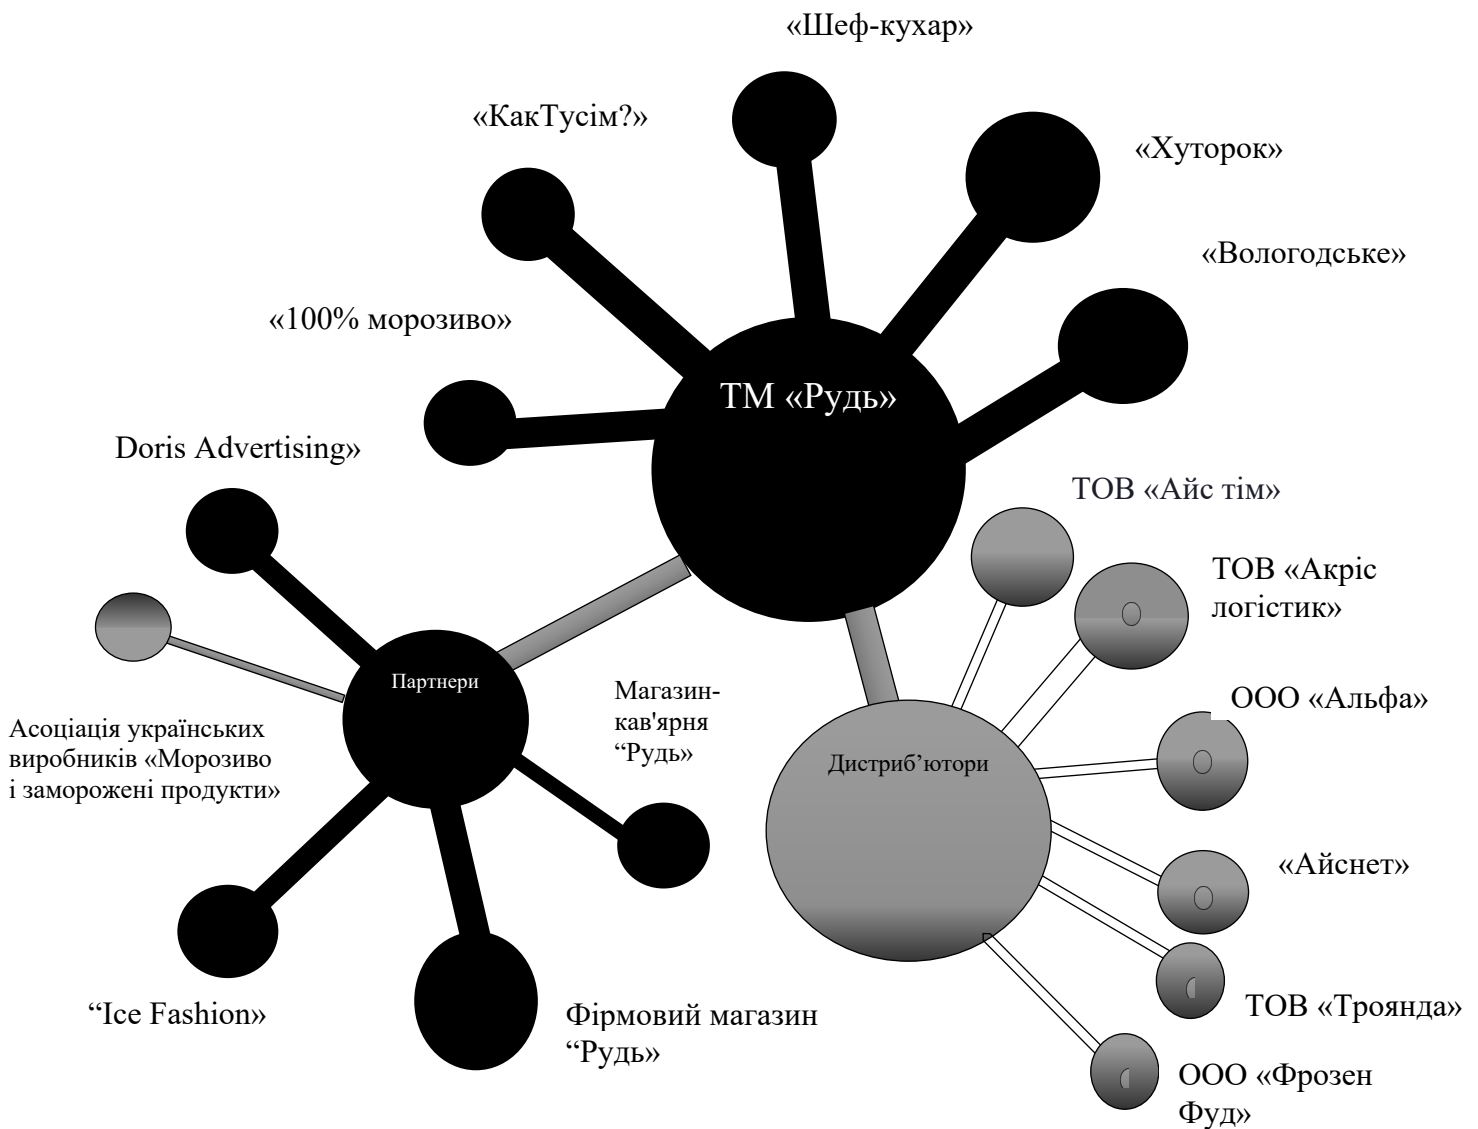 «Шеф-кухар»
«КакТусім?»
«Хуторок»
«Вологодське»
«100% морозиво»
ТМ «Рудь»
Doris Advertising»
ТОВ «Айс тім»
ТОВ «Акріс
логістик»
Партнери
Магазин-
кав'ярня
“Рудь»
ООО «Альфа»
Асоціація українських
виробників «Морозиво
і заморожені продукти»
Дистриб’ютори
«Айснет»
“Ice Fashion»
Фірмовий магазин
“Рудь»
ТОВ «Троянда»
ООО «Фрозен
Фуд»